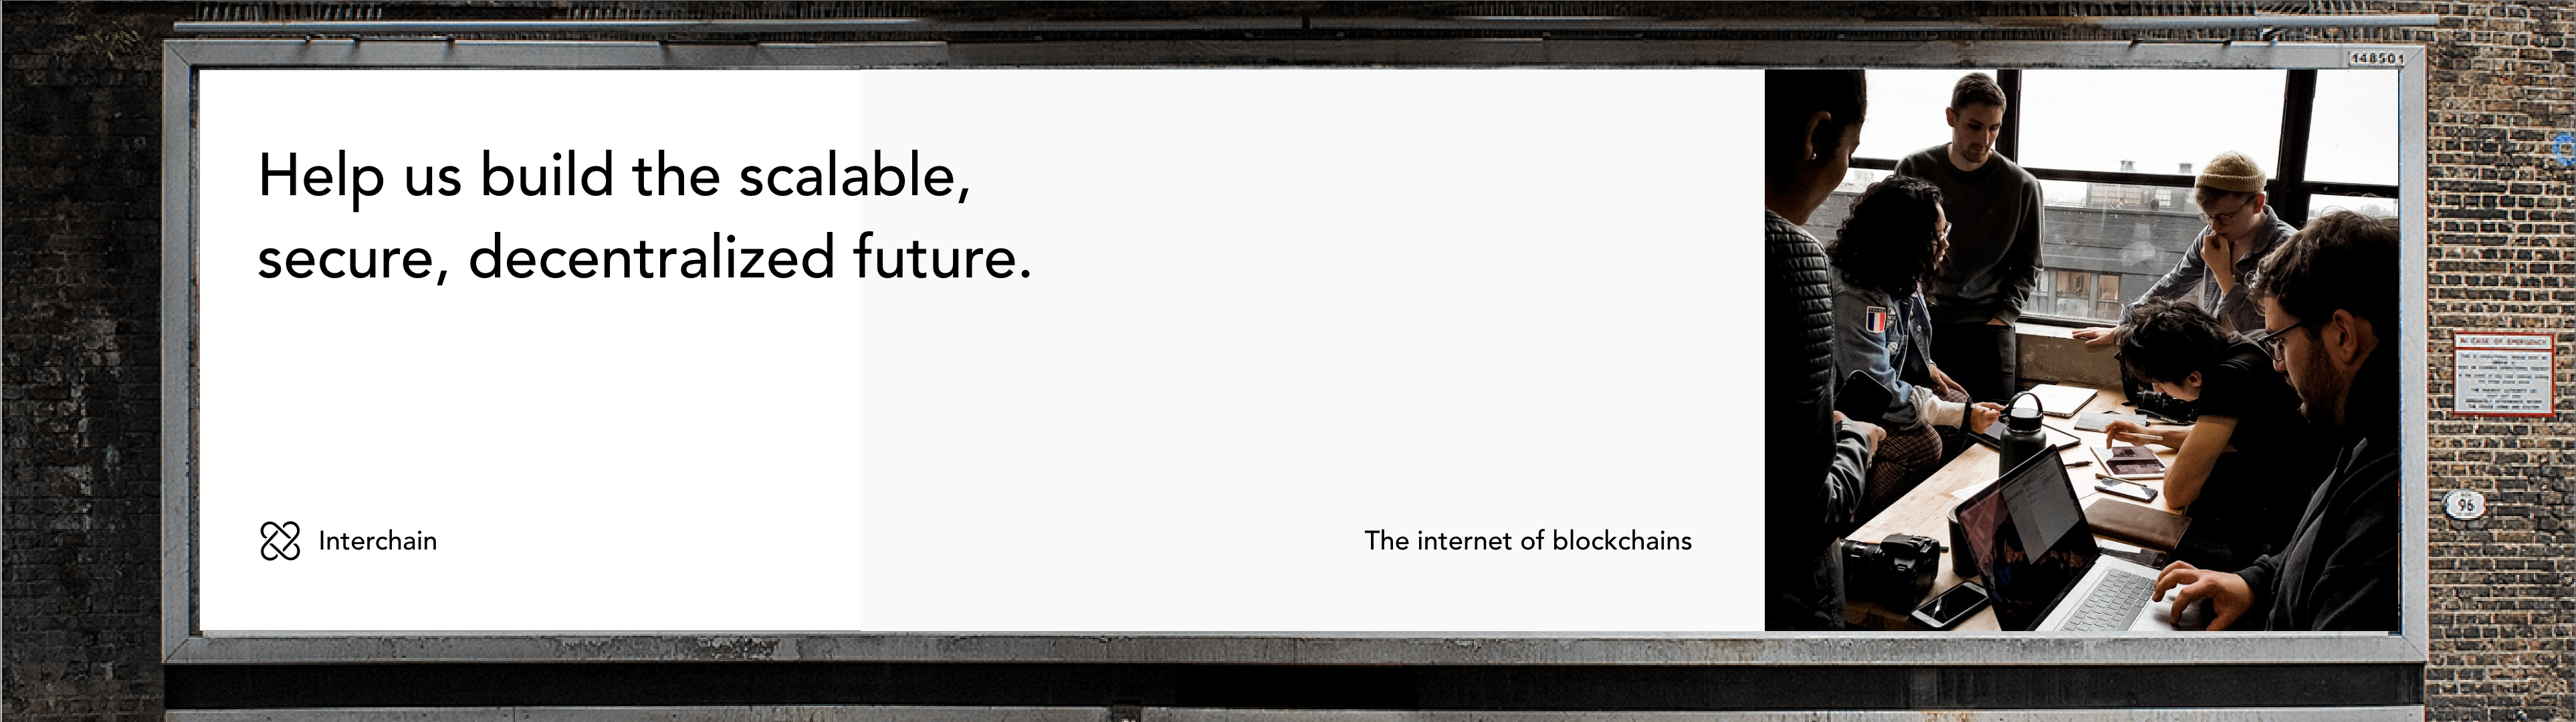 148501
Help us build the scalable,
secure, decentralized future.
Interchain
The internet of blockchains
IN CASE OF EMERGENCY
96